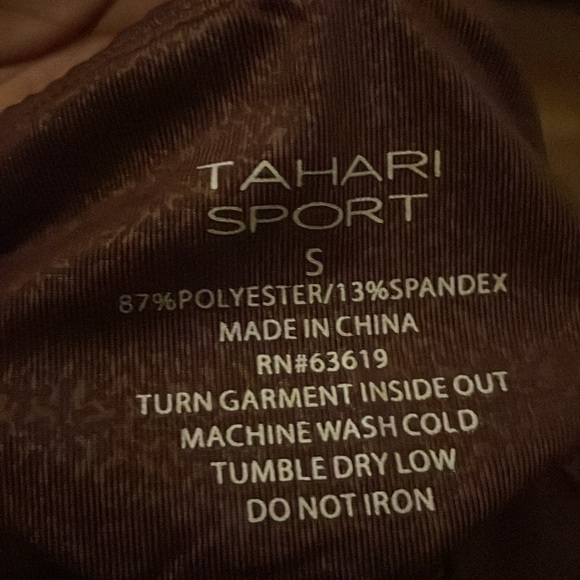 TAHARI
SPORT
S
87%POLYESTER/13%SPANDEX
MADE IN CHINA
RN#63619
TURN GARMENT INSIDE OUT
MACHINE WASH COLD
TUMBLE DRY LOW
DO NOT IRON